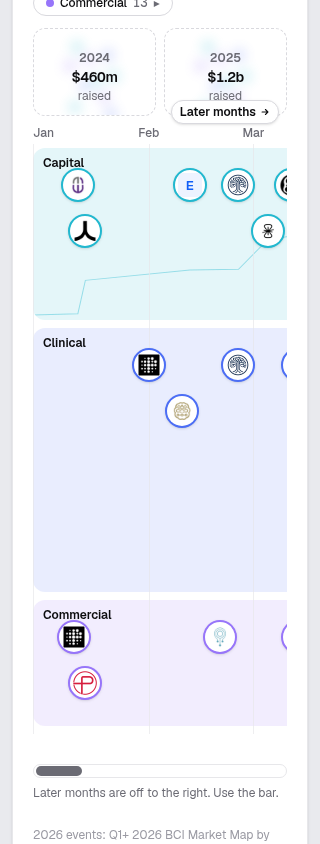 Commercial 13 ▸
2024
$460m
raised
2025
$1.2b
raised
Later months →
Jan Feb Mar
Capital
E
Clinical
Commercial
Later months are off to the right. Use the bar.
2026 events: Q1+ 2026 BCI Market Map by